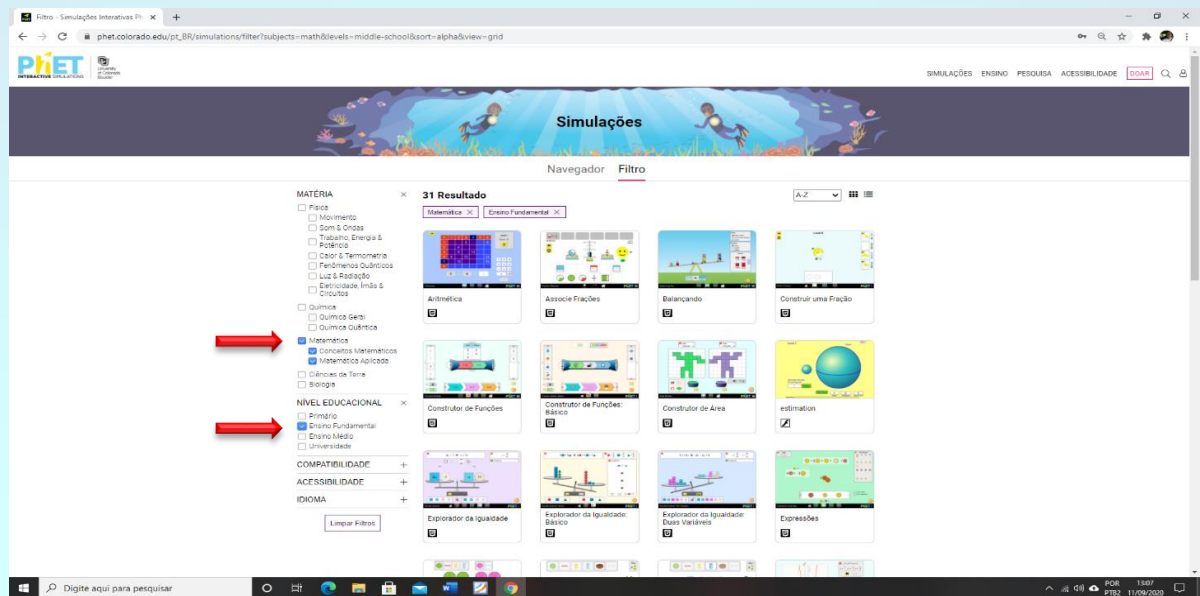 Filtro - Simulações Interativas Ph
phet.colorado.edu/pt_BR/simulations/filter?subjects=math&levels=middle-school&sort=alpha&view=grid
PhET
INTERACTIVE SIMULATIONS
University of Colorado Boulder
SIMULAÇÕES ENSINO PESQUISA ACESSIBILIDADE DOAR
Simulações
Navegador Filtro
MATÉRIA
Física
Movimento
Som & Ondas
Trabalho, Energia &
Potência
Calor & Termometria
Fenômenos Quânticos
Luz & Radiação
Eletricidade, Ímãs &
Circuitos
Química
Química Geral
Química Quântica
Matemática
Conceitos Matemáticos
Matemática Aplicada
Ciências da Terra
Biologia
NÍVEL EDUCACIONAL
Primário
Ensino Fundamental
Ensino Médio
Universidade
COMPATIBILIDADE +
ACESSIBILIDADE +
IDIOMA +
Limpar Filtros
31 Resultado
A-Z
Matemática Ensino Fundamental
Aritmética
Associe Frações
Balançando
Construir uma Fração
Construtor de Funções
Construtor de Funções:
Básico
Construtor de Área
estimation
Explorador da Igualdade
Explorador da Igualdade:
Básico
Explorador da Igualdade:
Duas Variáveis
Expressões
Digite aqui para pesquisar
POR
PTB2
13:07
11/09/2020